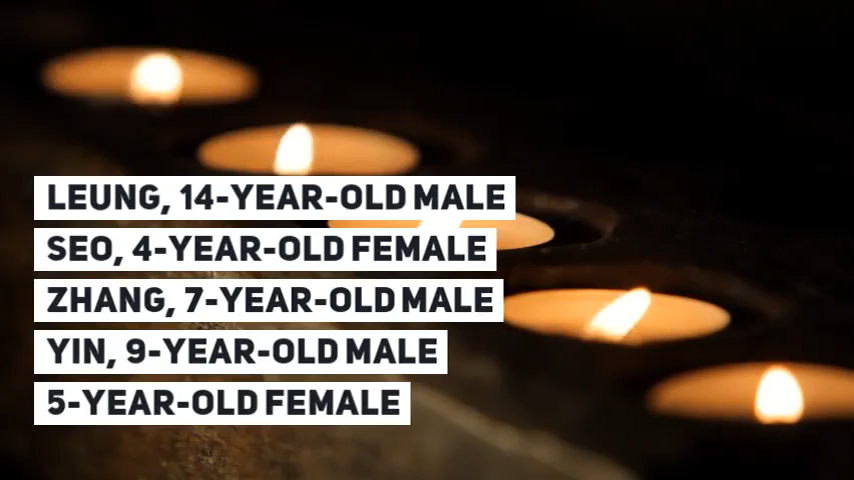 LEUNG, 14-YEAR-OLD MALE
SEO, 4-YEAR-OLD FEMALE
ZHANG, 7-YEAR-OLD MALE
YIN, 9-YEAR-OLD MALE
5-YEAR-OLD FEMALE